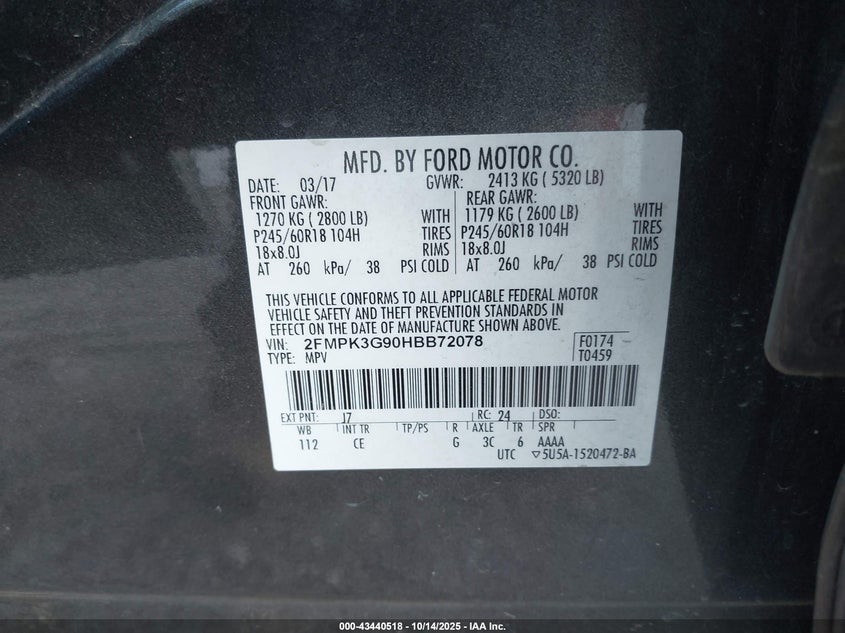 MFD. BY FORD MOTOR CO.
DATE: 03/17 GVWR: 2413 KG ( 5320 LB)
FRONT GAWR: REAR GAWR:
1270 KG ( 2800 LB) WITH 1179 KG ( 2600 LB) WITH
P245/60R18 104H TIRES P245/60R18 104H TIRES
18x8.0J RIMS 18x8.0J RIMS
AT 260 kPa/ 38 PSI COLD AT 260 kPa/ 38 PSI COLD
THIS VEHICLE CONFORMS TO ALL APPLICABLE FEDERAL MOTOR
VEHICLE SAFETY AND THEFT PREVENTION STANDARDS IN
EFFECT ON THE DATE OF MANUFACTURE SHOWN ABOVE.
VIN: 2FMPK3G90HBB72078 F0174
TYPE: MPV T0459
EXT PNT: J7 RC: 24 DSO:
WB INT TR TP/PS R AXLE TR SPR
112 CE G 3C 6 AAAA
UTC ▽5U5A-1520472-BA
000-43440518 - 10/14/2025 - IAA Inc.